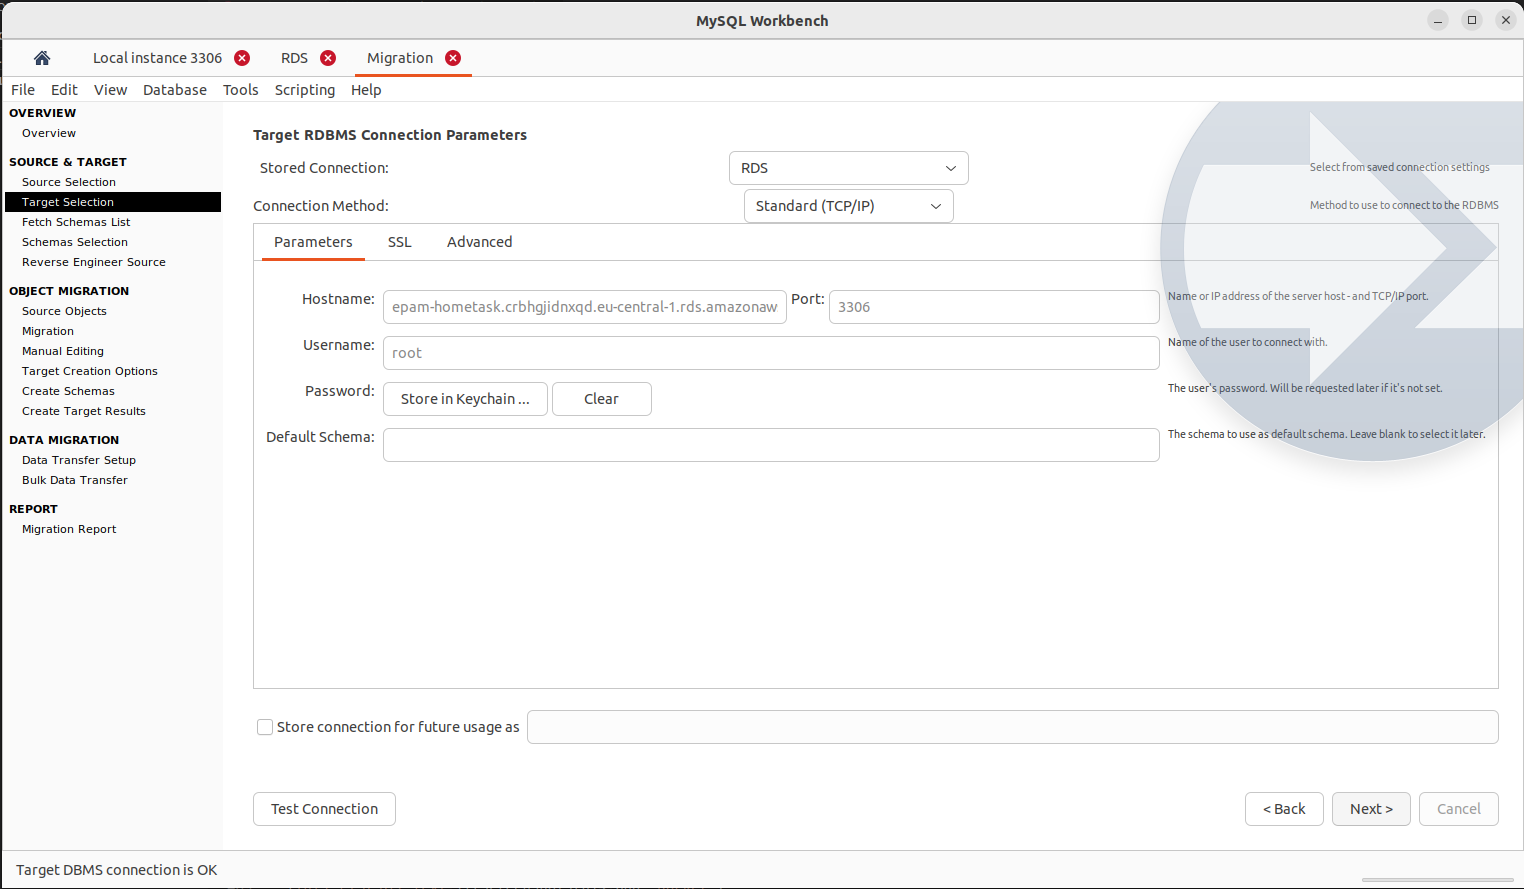 MySQL Workbench
Local instance 3306
RDS
Migration
File Edit View Database Tools Scripting Help
OVERVIEW
Overview
SOURCE & TARGET
Source Selection
Target Selection
Fetch Schemas List
Schemas Selection
Reverse Engineer Source
OBJECT MIGRATION
Source Objects
Migration
Manual Editing
Target Creation Options
Create Schemas
Create Target Results
DATA MIGRATION
Data Transfer Setup
Bulk Data Transfer
REPORT
Migration Report
Target RDBMS Connection Parameters
Stored Connection: RDS Select from saved connection settings
Connection Method: Standard (TCP/IP) Method to use to connect to the RDBMS
Parameters SSL Advanced
Hostname: epam-hometask.crbhgjidnxqd.eu-central-1.rds.amazonaw Port: 3306 Name or IP address of the server host - and TCP/IP port.
Username: root Name of the user to connect with.
Password: Store in Keychain ... Clear The user's password. Will be requested later if it's not set.
Default Schema: The schema to use as default schema. Leave blank to select it later.
Store connection for future usage as
Test Connection < Back Next > Cancel
Target DBMS connection is OK